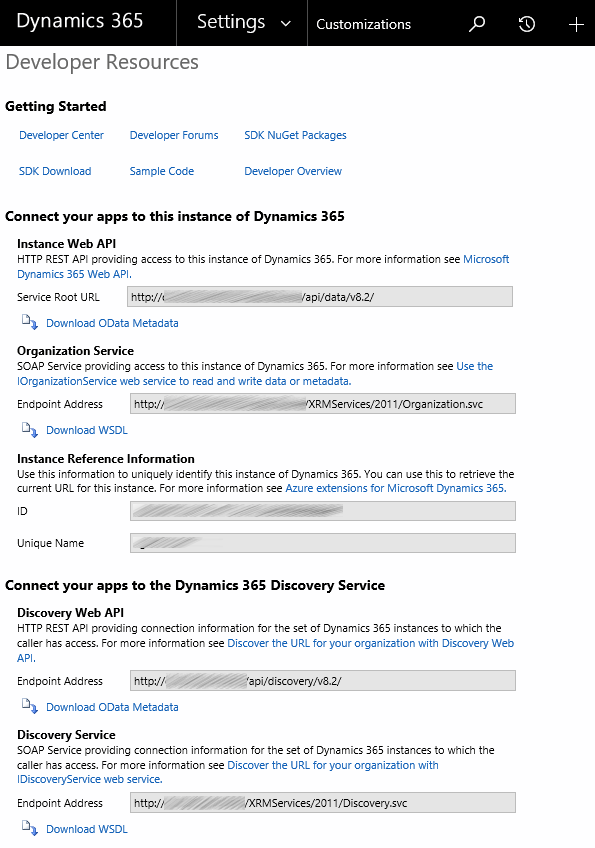 Dynamics 365 Settings Customizations
Developer Resources
Getting Started
Developer Center Developer Forums SDK NuGet Packages
SDK Download Sample Code Developer Overview
Connect your apps to this instance of Dynamics 365
Instance Web API
HTTP REST API providing access to this instance of Dynamics 365. For more information see Microsoft
Dynamics 365 Web API.
Service Root URL http:// /api/data/v8.2/
Download OData Metadata
Organization Service
SOAP Service providing access to this instance of Dynamics 365. For more information see Use the
IOrganizationService web service to read and write data or metadata.
Endpoint Address http:// /XRMServices/2011/Organization.svc
Download WSDL
Instance Reference Information
Use this information to uniquely identify this instance of Dynamics 365. You can use this to retrieve the
current URL for this instance. For more information see Azure extensions for Microsoft Dynamics 365.
ID
Unique Name
Connect your apps to the Dynamics 365 Discovery Service
Discovery Web API
HTTP REST API providing connection information for the set of Dynamics 365 instances to which the
caller has access. For more information see Discover the URL for your organization with Discovery Web
API.
Endpoint Address http:// /api/discovery/v8.2/
Download OData Metadata
Discovery Service
SOAP Service providing connection information for the set of Dynamics 365 instances to which the
caller has access. For more information see Discover the URL for your organization with
IDiscoveryService web service.
Endpoint Address http:// /XRMServices/2011/Discovery.svc
Download WSDL